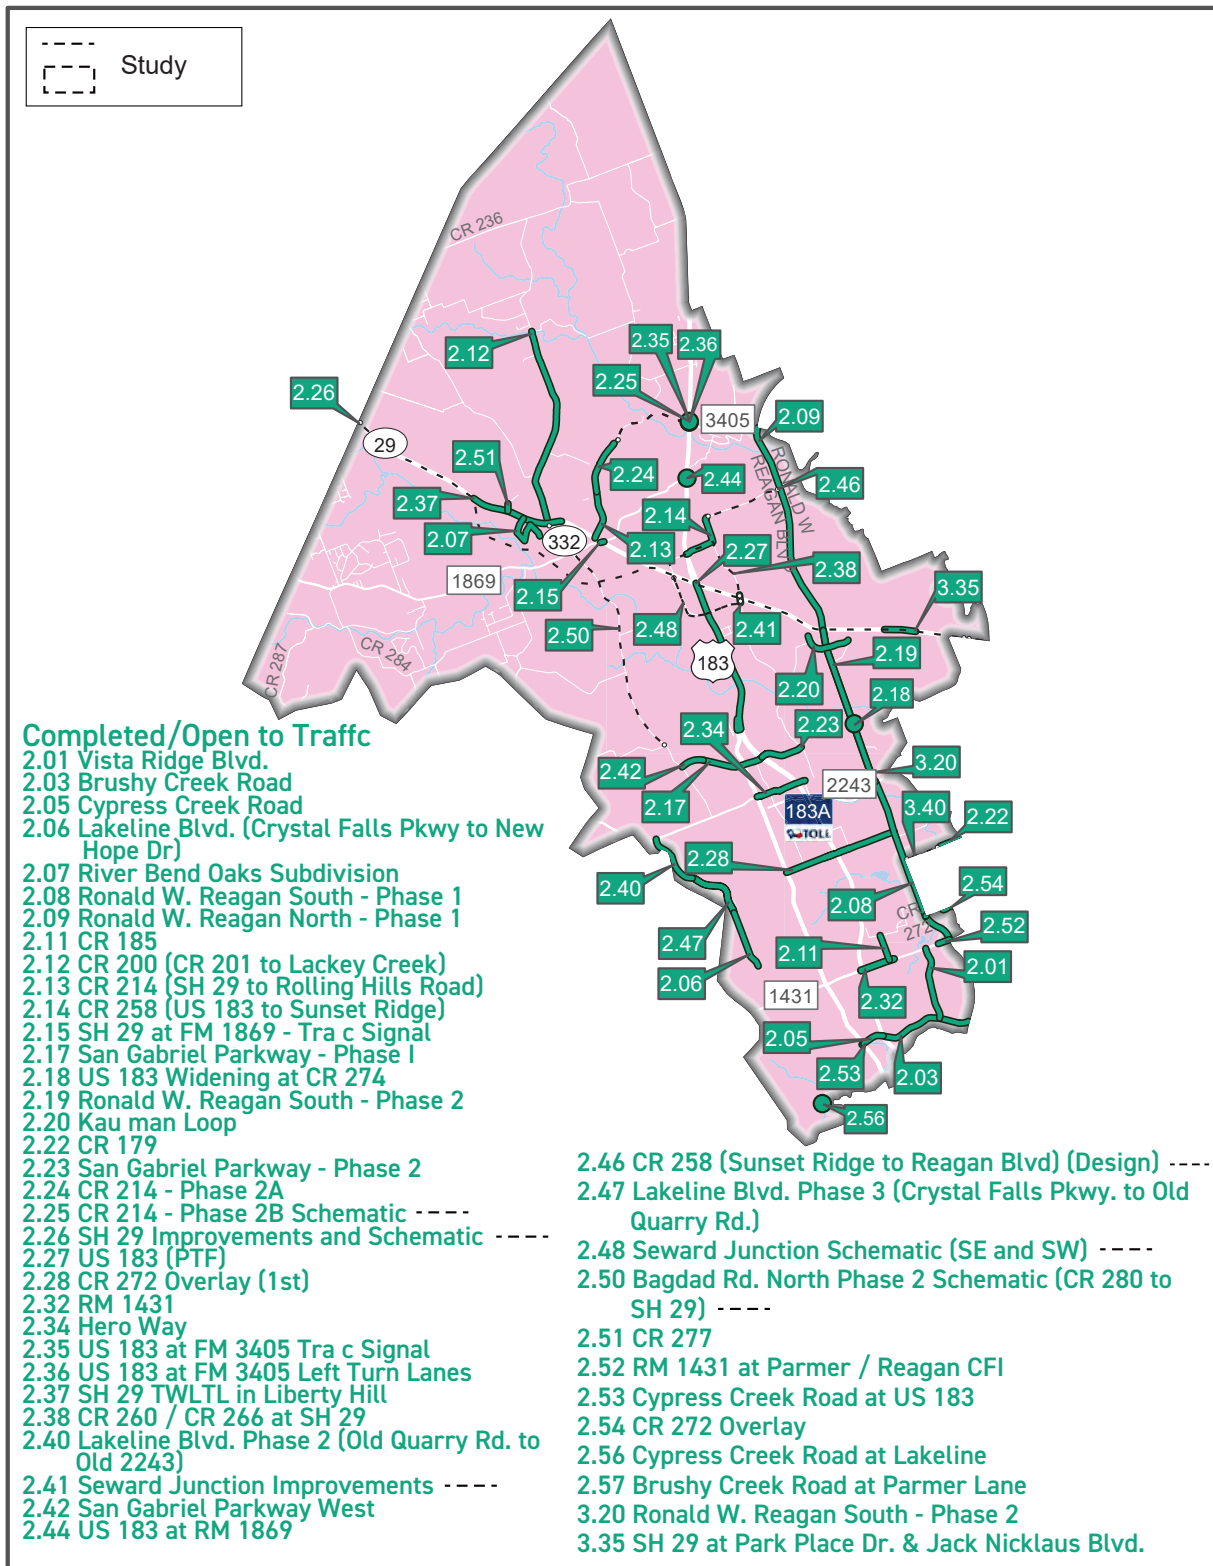 Study
CR 236
2.35
2.36
2.12
2.25
2.26
3405
2.09
29
2.51
2.24
2.44
2.46
RONALD W
REAGAN BLVD
2.37
2.14
2.07
332
2.13
2.27
2.38
1869
2.15
3.35
2.50
2.48
2.41
CR 287
CR 284
183
2.19
2.20
2.18
2.34
2.23
2.42
3.20
2.17
2243
183A
TOLL
3.40
2.22
2.28
2.40
2.54
2.08
CR
272
2.52
2.47
2.11
2.01
2.06
1431
2.32
2.05
2.53
2.03
2.56
Completed/Open to Traffc
2.01 Vista Ridge Blvd.
2.03 Brushy Creek Road
2.05 Cypress Creek Road
2.06 Lakeline Blvd. (Crystal Falls Pkwy to New
Hope Dr)
2.07 River Bend Oaks Subdivision
2.08 Ronald W. Reagan South - Phase 1
2.09 Ronald W. Reagan North - Phase 1
2.11 CR 185
2.12 CR 200 (CR 201 to Lackey Creek)
2.13 CR 214 (SH 29 to Rolling Hills Road)
2.14 CR 258 (US 183 to Sunset Ridge)
2.15 SH 29 at FM 1869 - Tra c Signal
2.17 San Gabriel Parkway - Phase I
2.18 US 183 Widening at CR 274
2.19 Ronald W. Reagan South - Phase 2
2.20 Kau man Loop
2.22 CR 179
2.23 San Gabriel Parkway - Phase 2
2.24 CR 214 - Phase 2A
2.25 CR 214 - Phase 2B Schematic ----
2.26 SH 29 Improvements and Schematic ----
2.27 US 183 (PTF)
2.28 CR 272 Overlay (1st)
2.32 RM 1431
2.34 Hero Way
2.35 US 183 at FM 3405 Tra c Signal
2.36 US 183 at FM 3405 Left Turn Lanes
2.37 SH 29 TWLTL in Liberty Hill
2.38 CR 260 / CR 266 at SH 29
2.40 Lakeline Blvd. Phase 2 (Old Quarry Rd. to
Old 2243)
2.41 Seward Junction Improvements ----
2.42 San Gabriel Parkway West
2.44 US 183 at RM 1869
2.46 CR 258 (Sunset Ridge to Reagan Blvd) (Design) ----
2.47 Lakeline Blvd. Phase 3 (Crystal Falls Pkwy. to Old
Quarry Rd.)
2.48 Seward Junction Schematic (SE and SW) ----
2.50 Bagdad Rd. North Phase 2 Schematic (CR 280 to
SH 29) ----
2.51 CR 277
2.52 RM 1431 at Parmer / Reagan CFI
2.53 Cypress Creek Road at US 183
2.54 CR 272 Overlay
2.56 Cypress Creek Road at Lakeline
2.57 Brushy Creek Road at Parmer Lane
3.20 Ronald W. Reagan South - Phase 2
3.35 SH 29 at Park Place Dr. & Jack Nicklaus Blvd.